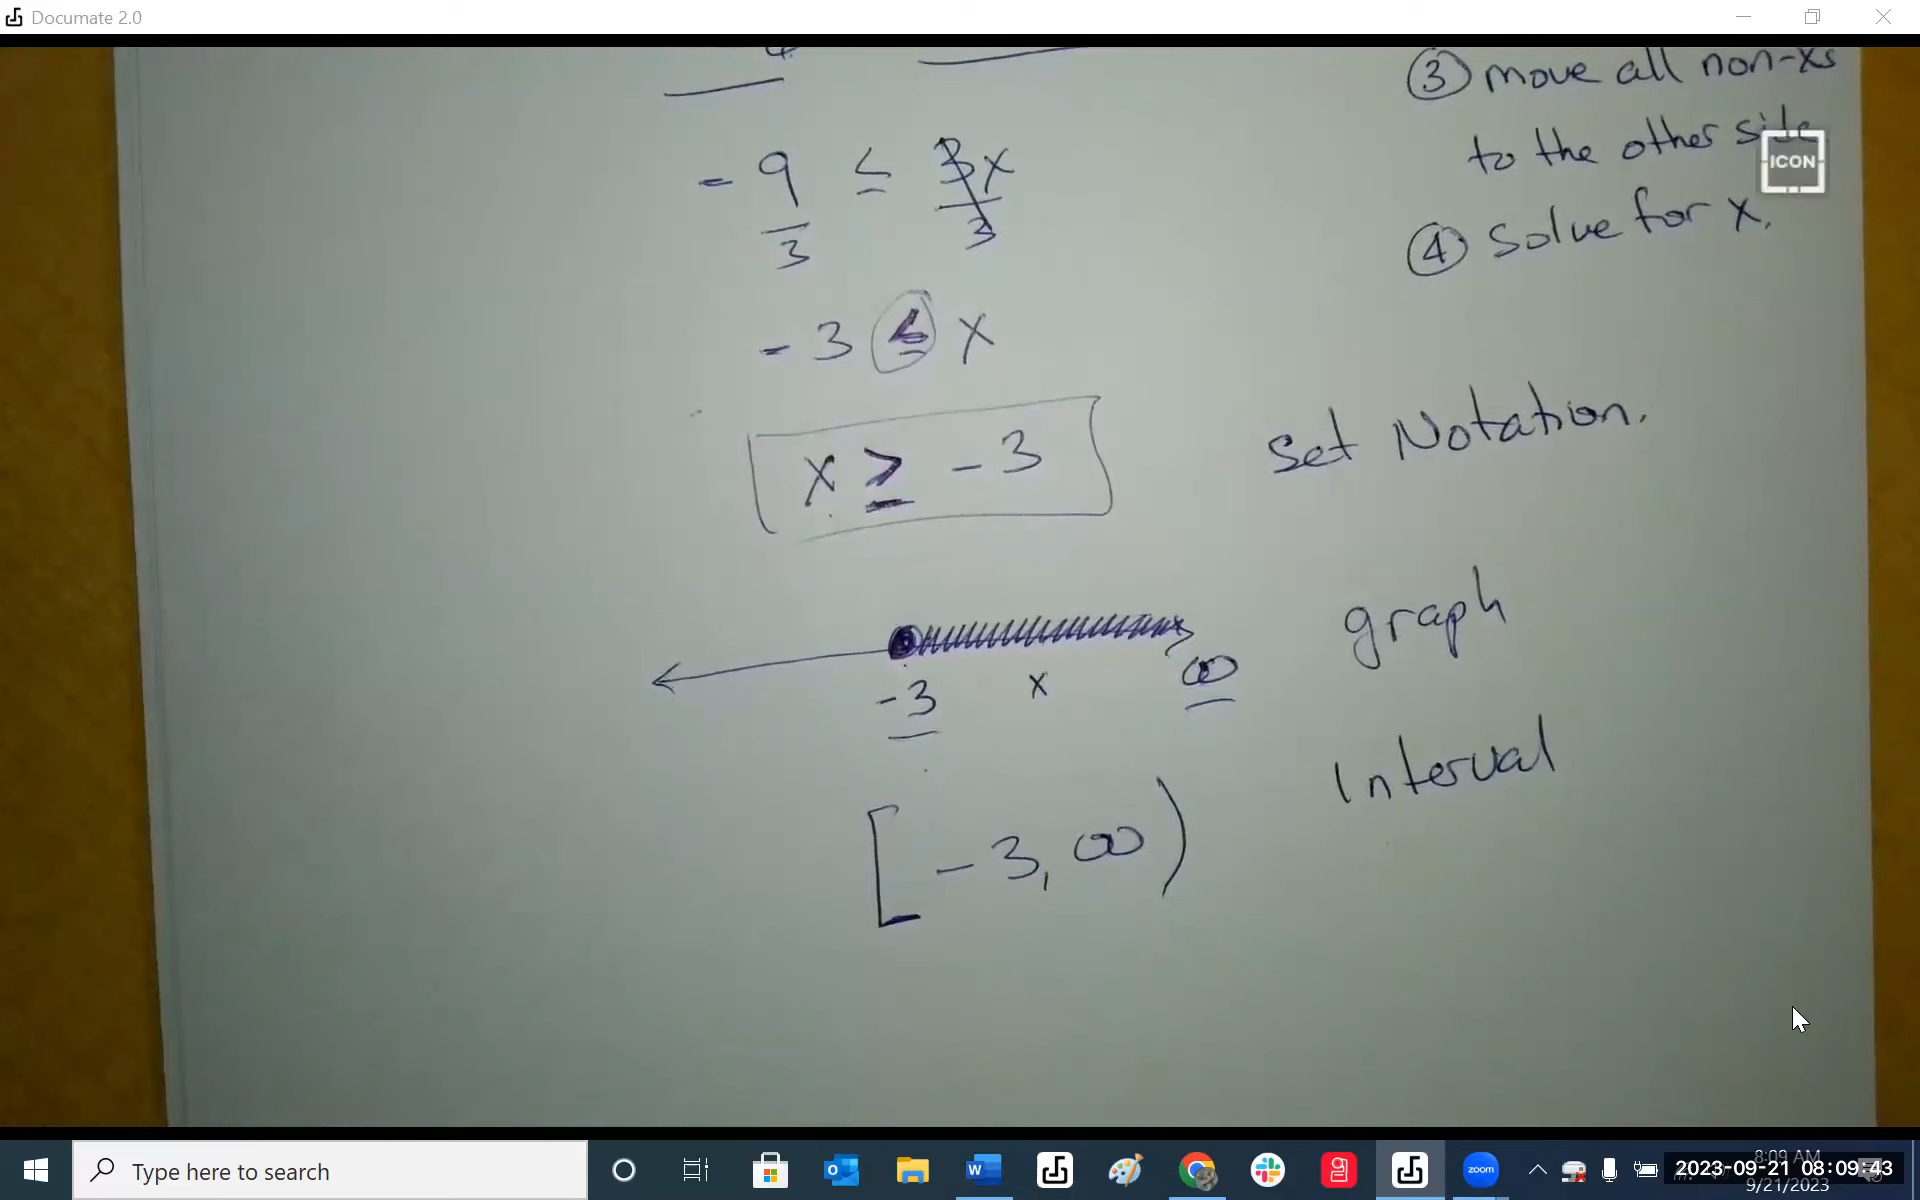 Documate 2.0
③ move all non-xs
to the other side
ICON
④ Solve for x.
-9/3 ≤ 3x/3
-3 ≤ x
x ≥ -3
Set Notation.
graph
-3 x ∞
Interval
[-3, ∞)
Type here to search
zoom
2023-09-21 08:09:43
8:09 AM
9/21/2023